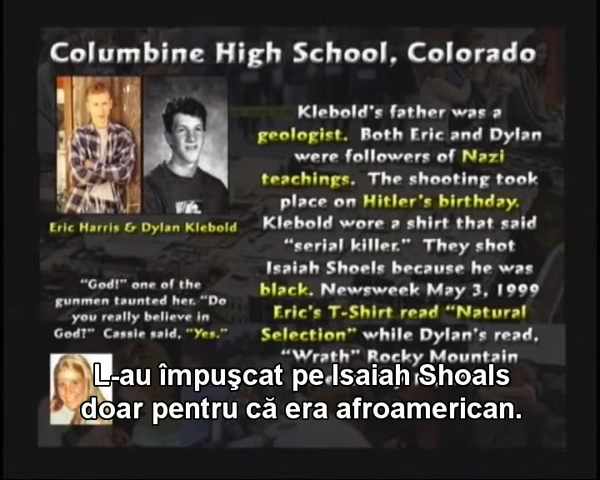 Columbine High School, Colorado
Klebold's father was a
geologist. Both Eric and Dylan
were followers of Nazi
teachings. The shooting took
place on Hitler's birthday.
Klebold wore a shirt that said
"serial killer." They shot
Isaiah Shoels because he was
black. Newsweek May 3, 1999
Eric's T-Shirt read "Natural
Selection" while Dylan's read,
"Wrath" Rocky Mountain
Eric Harris & Dylan Klebold
"God!" one of the
gunmen taunted her. "Do
you really believe in
God?" Cassie said, "Yes."
L-au împuşcat pe Isaiah Shoals
doar pentru că era afroamerican.